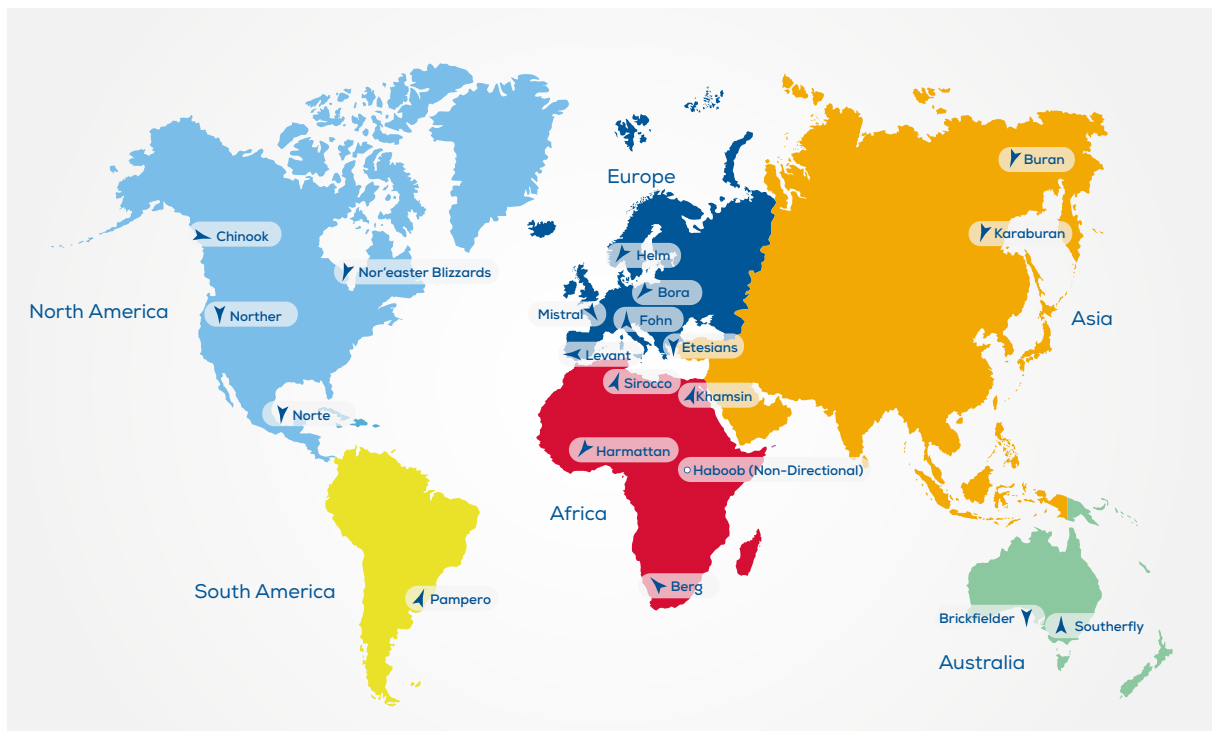 Buran
Europe
Karaburan
Chinook
Helm
Nor'easter Blizzards
Bora
North America
Norther
Mistral
Fohn
Asia
Etesians
Levant
Sirocco
Khamsin
Norte
Harmattan
Haboob (Non-Directional)
Africa
Berg
South America
Pampero
Brickfielder
Southerfly
Australia